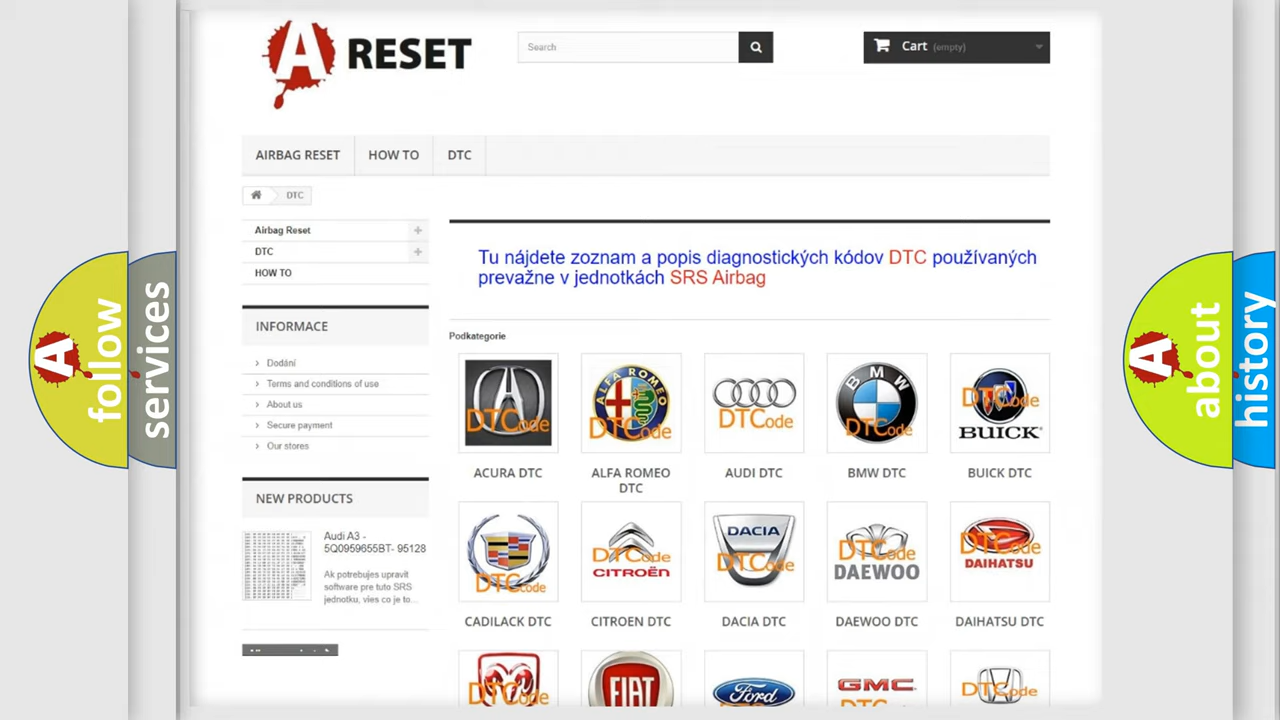 A RESET
Search
Cart (empty)
AIRBAG RESET
HOW TO
DTC
DTC
Airbag Reset
DTC
HOW TO
Tu nájdete zoznam a popis diagnostických kódov DTC používaných
prevažne v jednotkách SRS Airbag
INFORMACE
Dodání
Terms and conditions of use
About us
Secure payment
Our stores
NEW PRODUCTS
Audi A3 -
5Q0959655BT- 95128
Ak potrebujes upravit
software pre tuto SRS
jednotku, vies co je to...
Podkategorie
DTCode
ALFA ROMEO
DTCode
DTCode
BMW
DTCode
DTCode
BUICK
ACURA DTC
ALFA ROMEO
DTC
AUDI DTC
BMW DTC
BUICK DTC
DTCode
DTCode
CITROËN
DACIA
DTCode
DTCode
DAEWOO
DTCode
DAIHATSU
CADILACK DTC
CITROEN DTC
DACIA DTC
DAEWOO DTC
DAIHATSU DTC
DTCode
FIAT
Ford
GMC
DTCode
A follow
services
A about
history